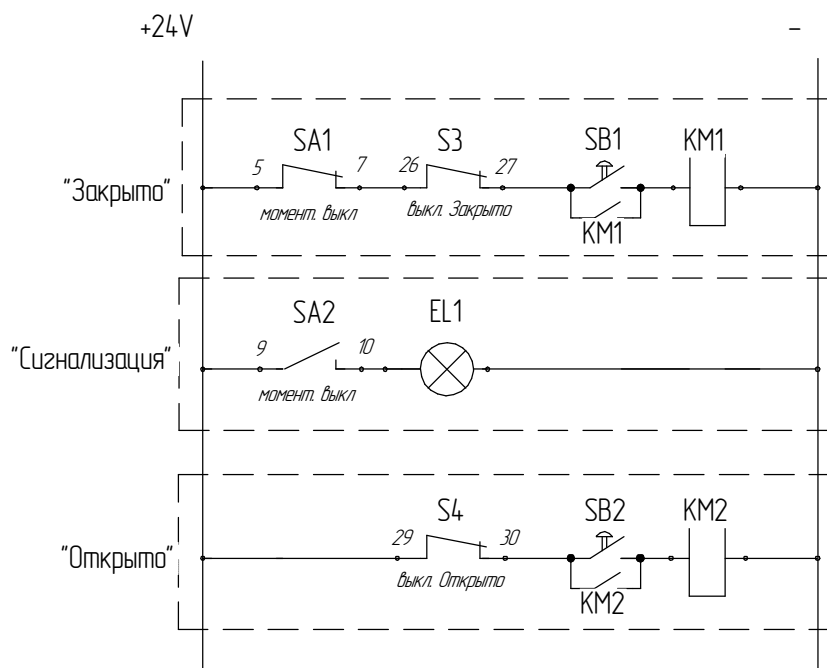 +24V -
SA1 S3 SB1 KM1
5 7 26 27
"Закрыто"
момент. выкл выкл. Закрыто
KM1
SA2 EL1
9 10
"Сигнализация"
момент. выкл
S4 SB2 KM2
29 30
"Открыто"
выкл. Открыто
KM2